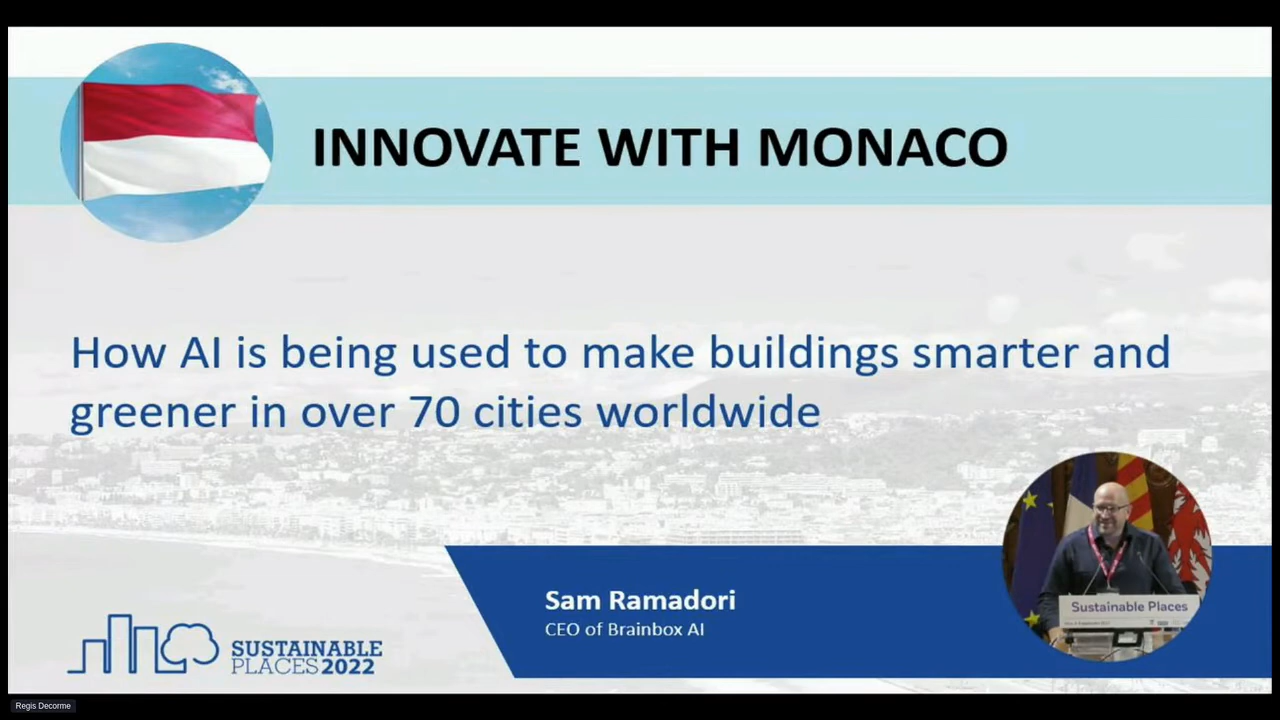 INNOVATE WITH MONACO
How AI is being used to make buildings smarter and
greener in over 70 cities worldwide
Sam Ramadori
CEO of Brainbox AI
Sustainable Places
SUSTAINABLE
PLACES 2022
Regis Decorme